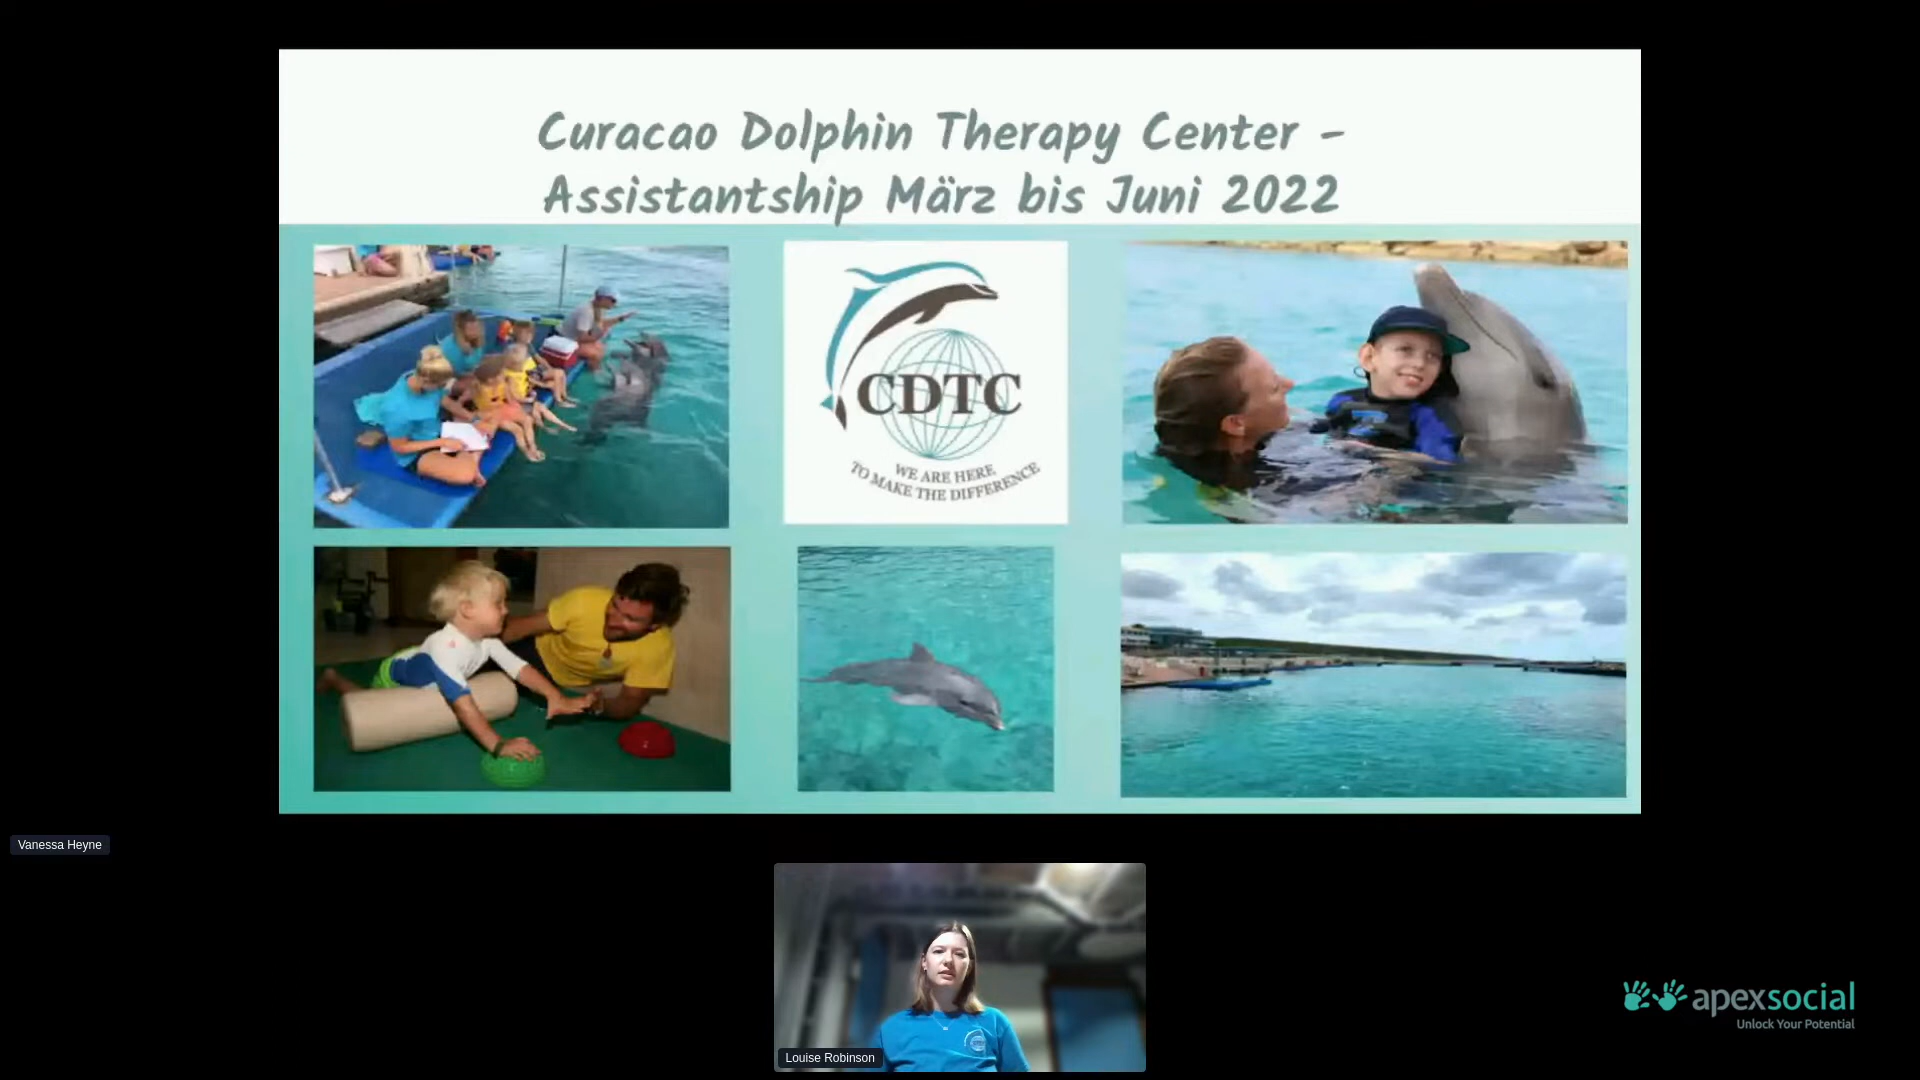 Curacao Dolphin Therapy Center -
Assistantship März bis Juni 2022
CDTC
WE ARE HERE
TO MAKE THE DIFFERENCE
Vanessa Heyne
Louise Robinson
apexsocial
Unlock Your Potential